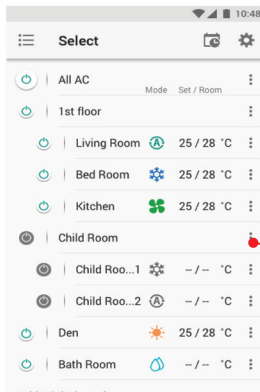 10:48
Select
All AC
Mode Set / Room
1st floor
Living Room A 25 / 28 °C
Bed Room 25 / 28 °C
Kitchen 25 / 28 °C
Child Room
Child Roo...1 -- / -- °C
Child Roo...2 A -- / -- °C
Den 25 / 28 °C
Bath Room -- / -- °C